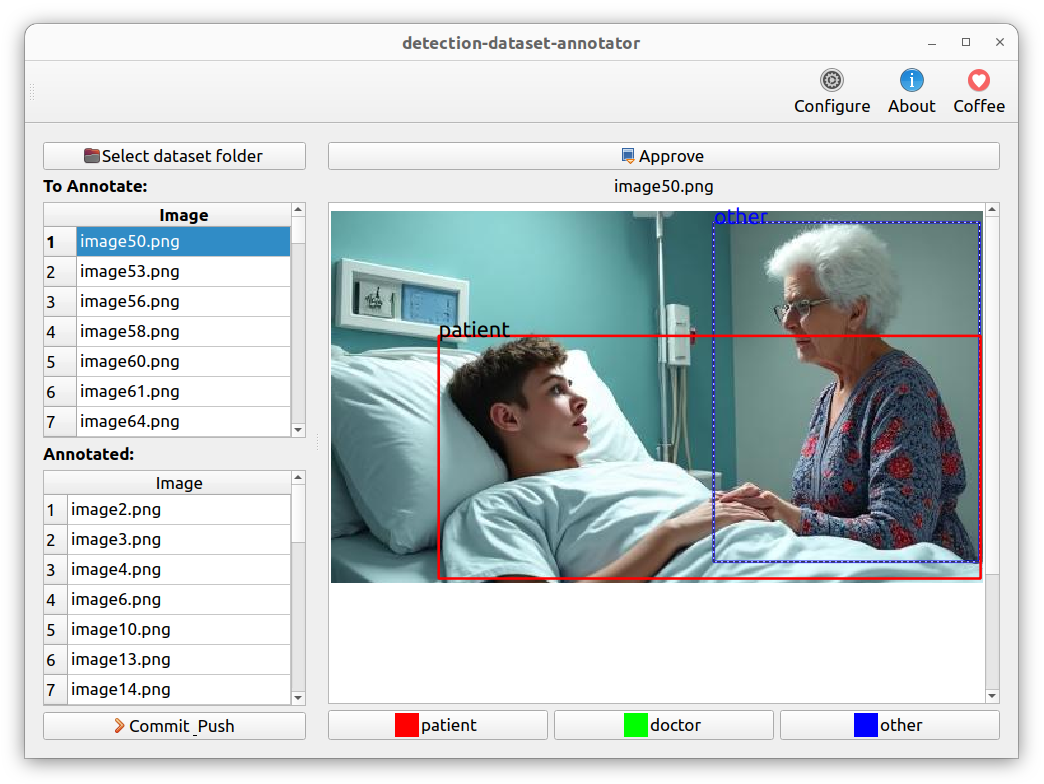 detection-dataset-annotator
Configure About Coffee
Select dataset folder
To Annotate:
Image
1 image50.png
2 image53.png
3 image56.png
4 image58.png
5 image60.png
6 image61.png
7 image64.png
Annotated:
Image
1 image2.png
2 image3.png
3 image4.png
4 image6.png
5 image10.png
6 image13.png
7 image14.png
Commit_Push
Approve
image50.png
other
patient
patient doctor other